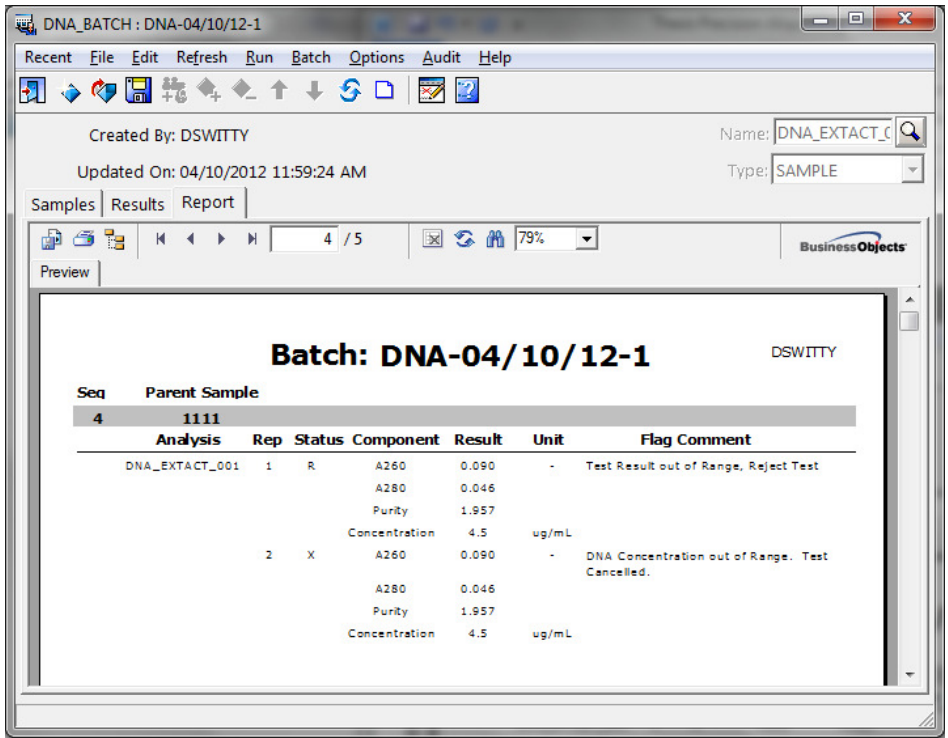 DNA_BATCH : DNA-04/10/12-1
Recent File Edit Refresh Run Batch Options Audit Help
Created By: DSWITTY
Name: DNA_EXTACT_0
Updated On: 04/10/2012 11:59:24 AM
Type: SAMPLE
Samples Results Report
4 / 5 79% BusinessObjects
Preview
Batch: DNA-04/10/12-1 DSWITTY
Seq Parent Sample
4 1111
Analysis Rep Status Component Result Unit Flag Comment
DNA_EXTACT_001 1 R A260 0.090 - Test Result out of Range, Reject Test
A280 0.046
Purity 1.957
Concentration 4.5 ug/mL
2 X A260 0.090 - DNA Concentration out of Range. Test
Cancelled.
A280 0.046
Purity 1.957
Concentration 4.5 ug/mL